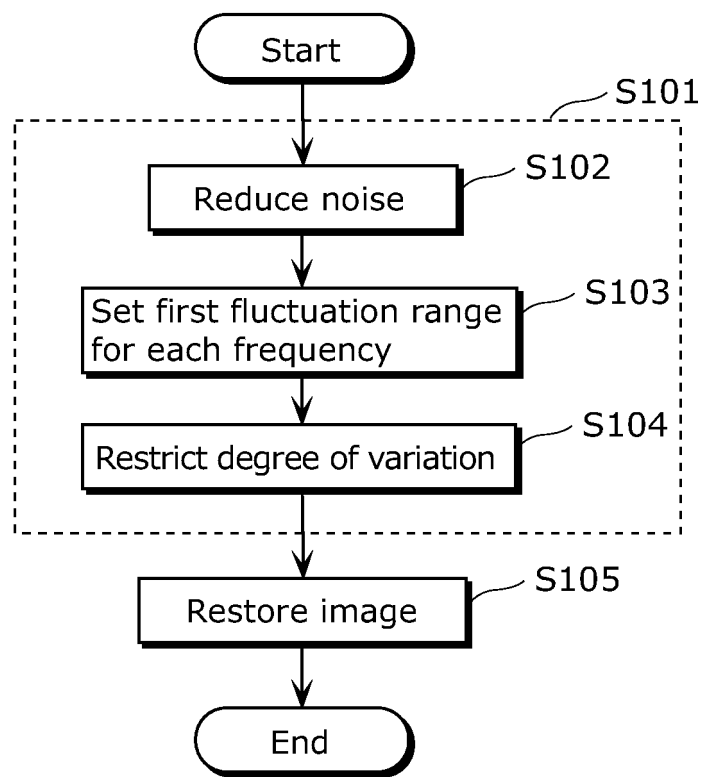 Start
S101
S102
Reduce noise
S103
Set first fluctuation range
for each frequency
S104
Restrict degree of variation
S105
Restore image
End